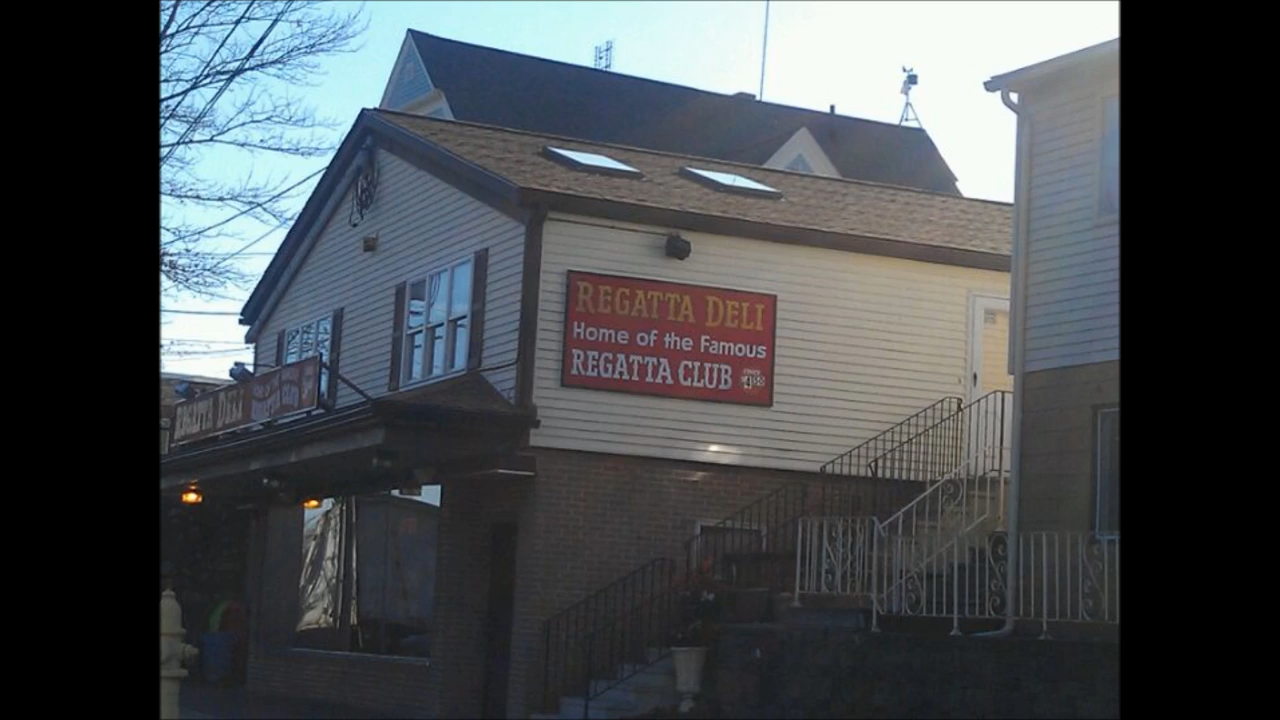 REGATTA DELI
Home of the Famous
REGATTA CLUB
REGATTA DELI